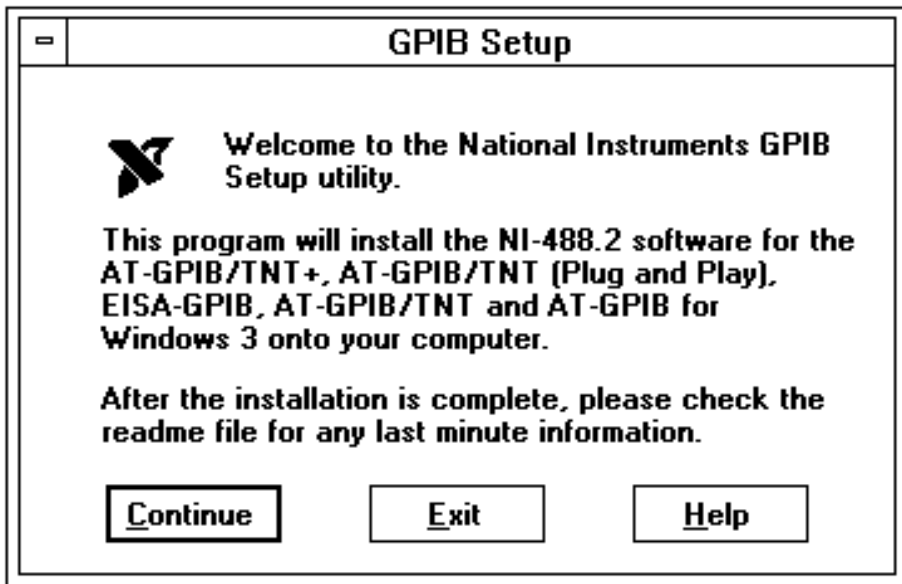 GPIB Setup
Welcome to the National Instruments GPIB
Setup utility.
This program will install the NI-488.2 software for the
AT-GPIB/TNT+, AT-GPIB/TNT (Plug and Play),
EISA-GPIB, AT-GPIB/TNT and AT-GPIB for
Windows 3 onto your computer.
After the installation is complete, please check the
readme file for any last minute information.
Continue
Exit
Help